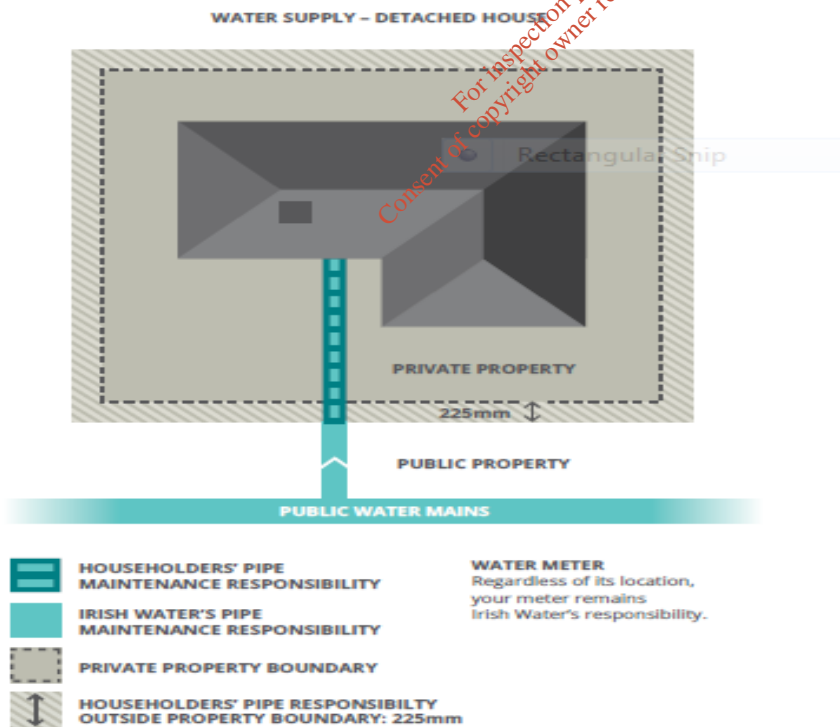 WATER SUPPLY – DETACHED HOUSE
For inspection
Consent of copyright owner
Rectangular Snip
PRIVATE PROPERTY
225mm
PUBLIC PROPERTY
PUBLIC WATER MAINS
HOUSEHOLDERS' PIPE
MAINTENANCE RESPONSIBILITY
IRISH WATER'S PIPE
MAINTENANCE RESPONSIBILITY
PRIVATE PROPERTY BOUNDARY
HOUSEHOLDERS' PIPE RESPONSIBILTY
OUTSIDE PROPERTY BOUNDARY: 225mm
WATER METER
Regardless of its location,
your meter remains
Irish Water's responsibility.